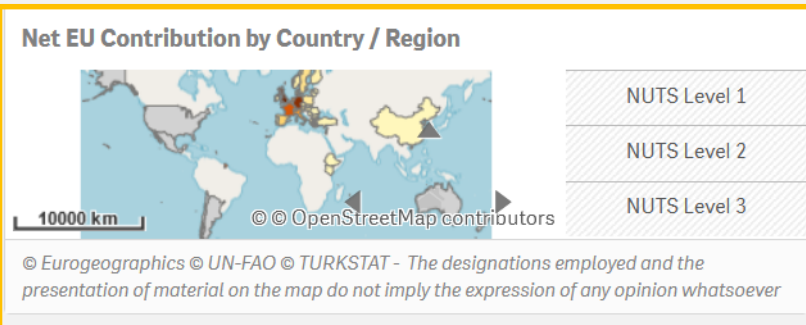 Net EU Contribution by Country / Region
NUTS Level 1
NUTS Level 2
NUTS Level 3
10000 km
© © OpenStreetMap contributors
© Eurogeographics © UN-FAO © TURKSTAT - The designations employed and the
presentation of material on the map do not imply the expression of any opinion whatsoever